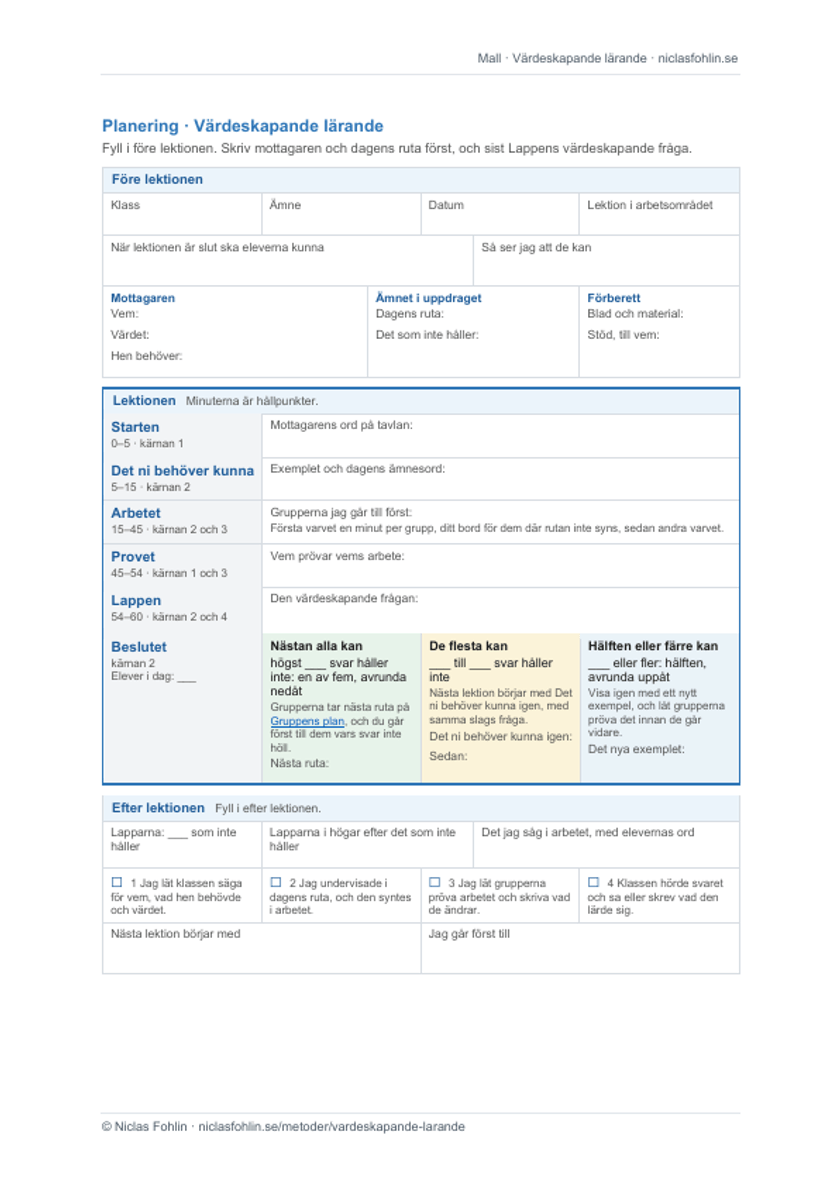 Mall · Värdeskapande lärande · niclasfohlin.se
Planering · Värdeskapande lärande
Fyll i före lektionen. Skriv mottagaren och dagens ruta först, och sist Lappens värdeskapande fråga.
Före lektionen
Klass
Ämne
Datum
Lektion i arbetsområdet
När lektionen är slut ska eleverna kunna
Så ser jag att de kan
Mottagaren
Vem:
Värdet:
Hen behöver:
Ämnet i uppdraget
Dagens ruta:
Det som inte håller:
Förberett
Blad och material:
Stöd, till vem:
Lektionen Minuterna är hållpunkter.
Starten
0–5 · kärnan 1
Mottagarens ord på tavlan:
Det ni behöver kunna
5–15 · kärnan 2
Exemplet och dagens ämnesord:
Arbetet
15–45 · kärnan 2 och 3
Grupperna jag går till först:
Första varvet en minut per grupp, ditt bord för dem där rutan inte syns, sedan andra varvet.
Provet
45–54 · kärnan 1 och 3
Vem prövar vems arbete:
Lappen
54–60 · kärnan 2 och 4
Den värdeskapande frågan:
Beslutet
kärnan 2
Elever i dag: ___
Nästan alla kan
högst ___ svar håller
inte: en av fem, avrunda
nedåt
Grupperna tar nästa ruta på
Gruppens plan, och du går
först till dem vars svar inte
höll.
Nästa ruta:
De flesta kan
___ till ___ svar håller
inte
Nästa lektion börjar med Det
ni behöver kunna igen, med
samma slags fråga.
Det ni behöver kunna igen:
Sedan:
Hälften eller färre kan
___ eller fler: hälften,
avrunda uppåt
Visa igen med ett nytt
exempel, och låt grupperna
pröva det innan de går
vidare.
Det nya exemplet:
Efter lektionen Fyll i efter lektionen.
Lapparna: ___ som inte
håller
Lapparna i högar efter det som inte
håller
Det jag såg i arbetet, med elevernas ord
☐ 1 Jag lät klassen säga
för vem, vad hen behövde
och värdet.
☐ 2 Jag undervisade i
dagens ruta, och den syntes
i arbetet.
☐ 3 Jag lät grupperna
pröva arbetet och skriva vad
de ändrar.
☐ 4 Klassen hörde svaret
och sa eller skrev vad den
lärde sig.
Nästa lektion börjar med
Jag går först till
© Niclas Fohlin · niclasfohlin.se/metoder/vardeskapande-larande